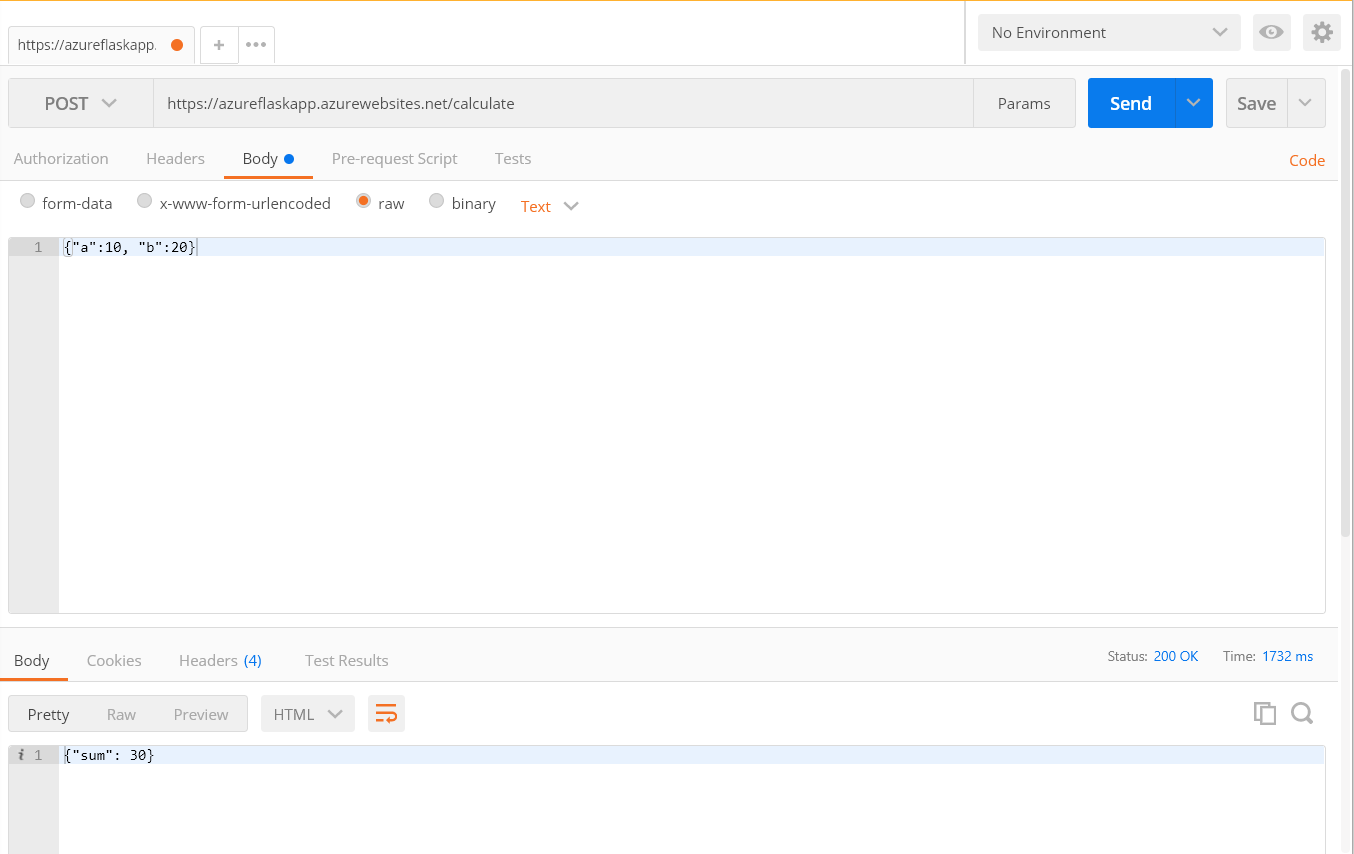 https://azureflaskapp. + ••• No Environment
POST https://azureflaskapp.azurewebsites.net/calculate Params Send Save
Authorization Headers Body Pre-request Script Tests Code
form-data x-www-form-urlencoded raw binary Text
1 {"a":10, "b":20}
Body Cookies Headers (4) Test Results Status: 200 OK Time: 1732 ms
Pretty Raw Preview HTML
i 1 {"sum": 30}